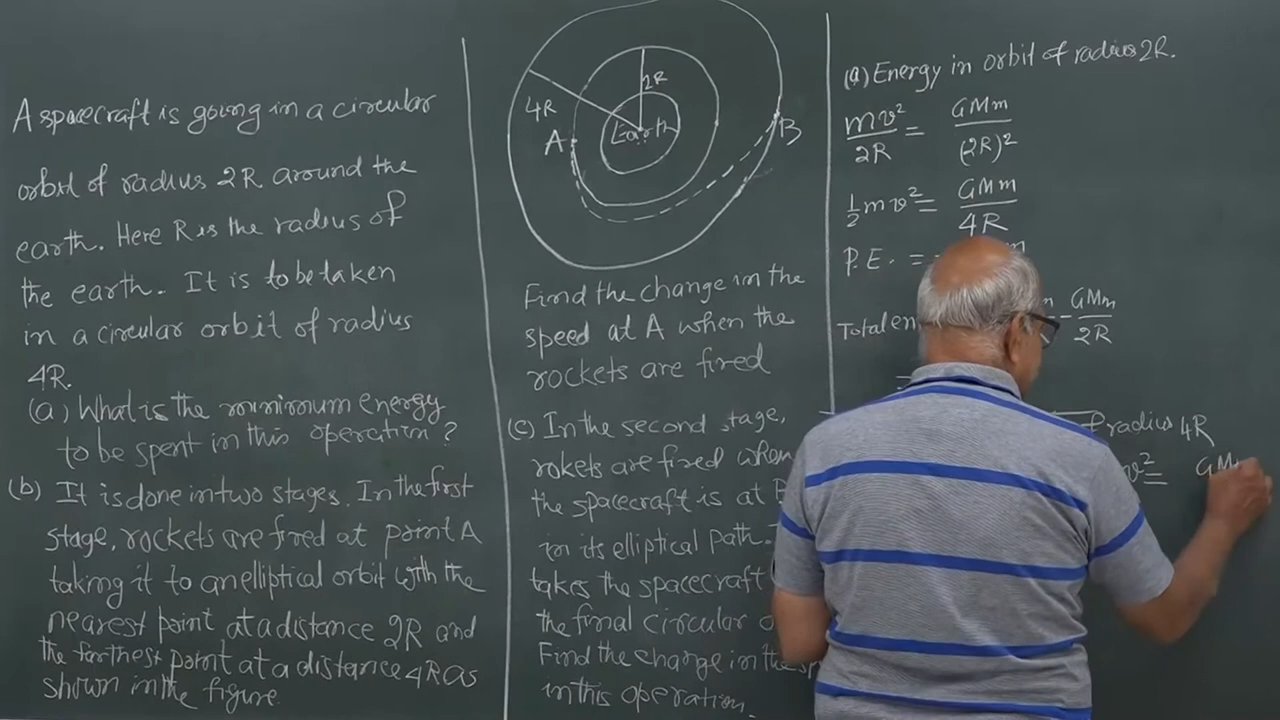 A spacecraft is going in a circular
orbit of radius 2R around the
earth. Here R is the radius of
the earth. It is to be taken
in a circular orbit of radius
4R.
(a) What is the minimum energy
to be spent in this operation?
(b) It is done in two stages. In the first
stage, rockets are fired at point A
taking it to an elliptical orbit with the
nearest point at a distance 2R and
the farthest point at a distance 4R as
shown in the figure.
2R
4R
Earth
A
B
Find the change in the
speed at A when the
rockets are fired
(c) In the second stage,
rokets are fired when
the spacecraft is at B
in its elliptical path.
takes the spacecraft
the final circular
Find the change in the
in this operation.
(a) Energy in orbit of radius 2R.
mv²/2R = GMm/(2R)²
½mv² = GMm/4R
P.E. = -
Total en - GMm/2R
radius 4R
v² = GM